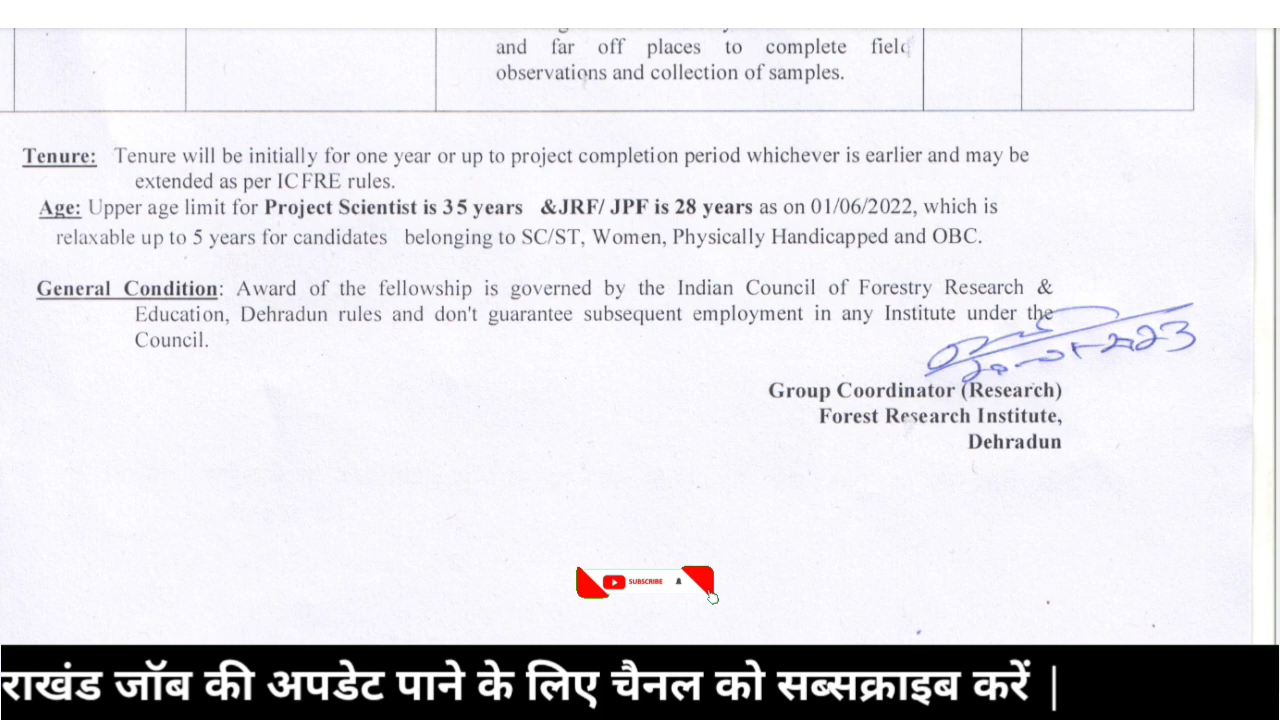 and far off places to complete field
observations and collection of samples.
Tenure: Tenure will be initially for one year or up to project completion period whichever is earlier and may be
extended as per ICFRE rules.
Age: Upper age limit for Project Scientist is 35 years &JRF/ JPF is 28 years as on 01/06/2022, which is
relaxable up to 5 years for candidates belonging to SC/ST, Women, Physically Handicapped and OBC.
General Condition: Award of the fellowship is governed by the Indian Council of Forestry Research &
Education, Dehradun rules and don't guarantee subsequent employment in any Institute under the
Council.
Group Coordinator (Research)
Forest Research Institute,
Dehradun
SUBSCRIBE
राखंड जॉब की अपडेट पाने के लिए चैनल को सब्सक्राइब करें |